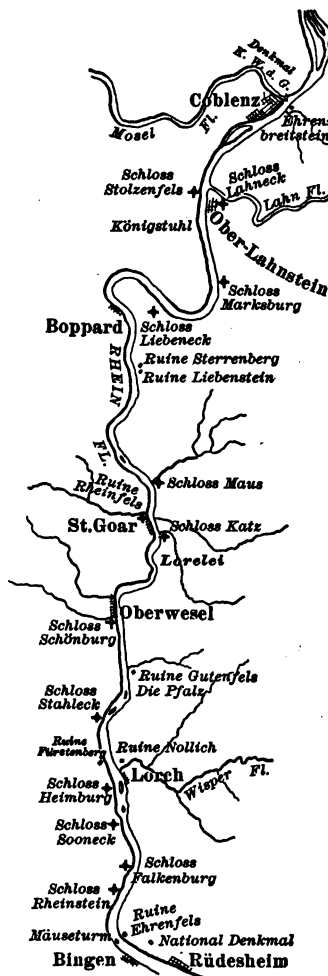 Denkmal
K. W. d. G.
Coblenz
Mosel Fl.
Ehren-
breitstein
Schloss
Stolzenfels
Schloss
Lahneck
Lahn Fl.
Königstuhl
Ober-Lahnstein
Schloss
Marksburg
Boppard
Schloss
Liebeneck
Ruine Sterrenberg
Ruine Liebenstein
RHEIN FL.
Ruine
Rheinfels
Schloss Maus
St. Goar
Schloss Katz
Lorelei
Oberwesel
Schloss
Schönburg
Ruine Gutenfels
Die Pfalz
Schloss
Stahleck
Ruine
Fürstenberg
Ruine Nollich
Lorch
Wisper Fl.
Schloss
Heimburg
Schloss
Sooneck
Schloss
Falkenburg
Schloss
Rheinstein
Ruine
Ehrenfels
Mäuseturm
National Denkmal
Bingen
Rüdesheim